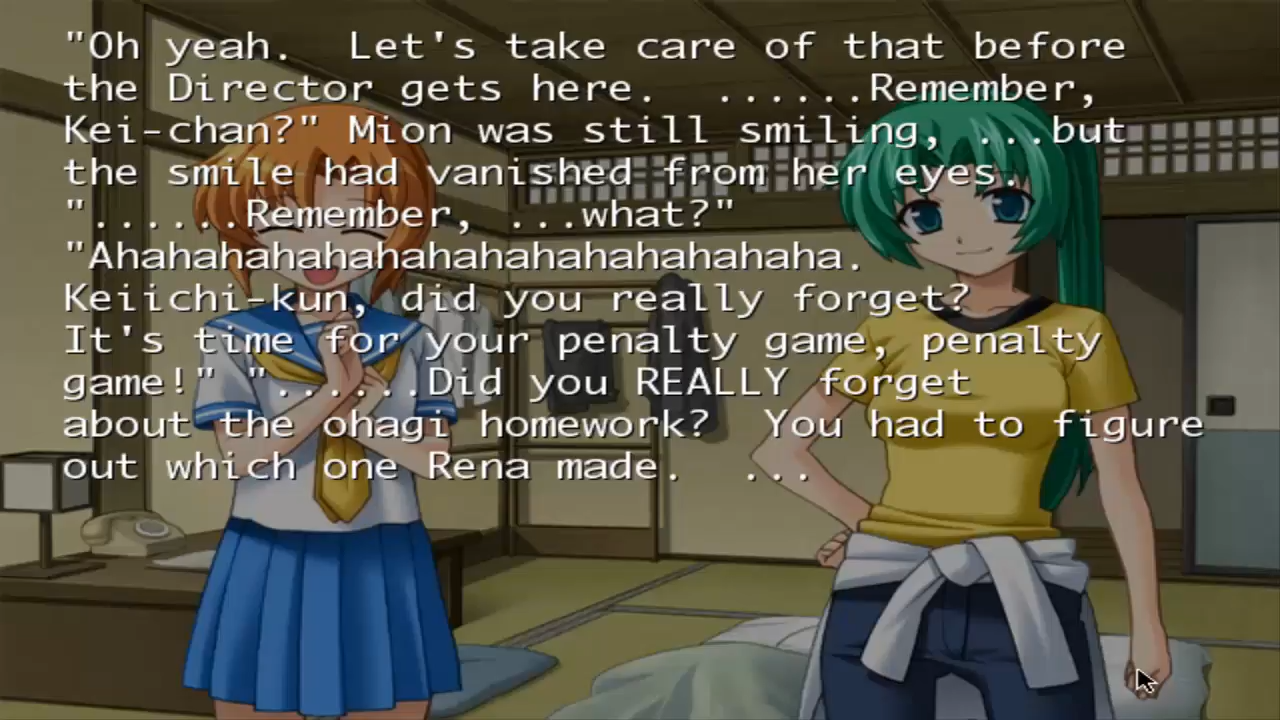 "Oh yeah.  Let's take care of that before
the Director gets here.  ......Remember,
Kei-chan?" Mion was still smiling, ...but
the smile had vanished from her eyes.
"......Remember, ...what?"
"Ahahahahahahahahahahahahahahaha.
Keiichi-kun, did you really forget?
It's time for your penalty game, penalty
game!" "......Did you REALLY forget
about the ohagi homework?  You had to figure
out which one Rena made.  ...